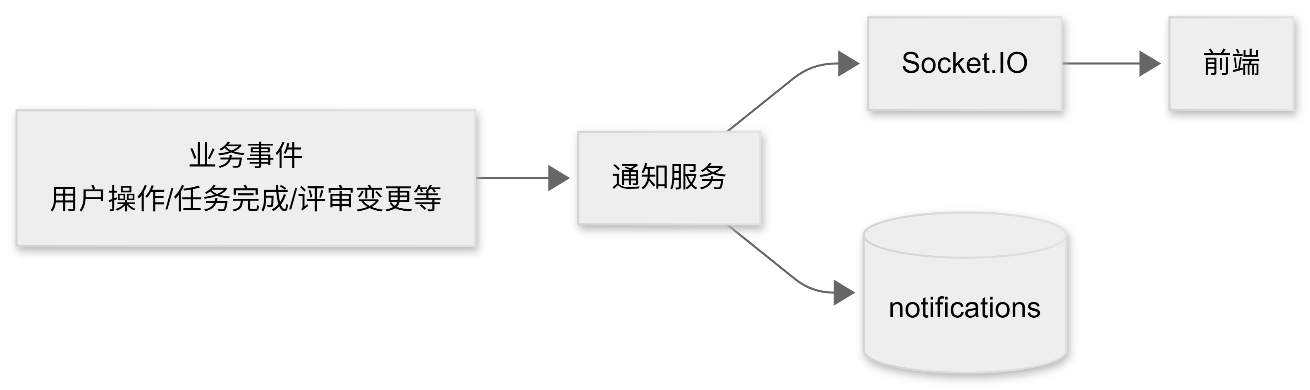 业务事件
用户操作/任务完成/评审变更等
通知服务
Socket.IO
前端
notifications